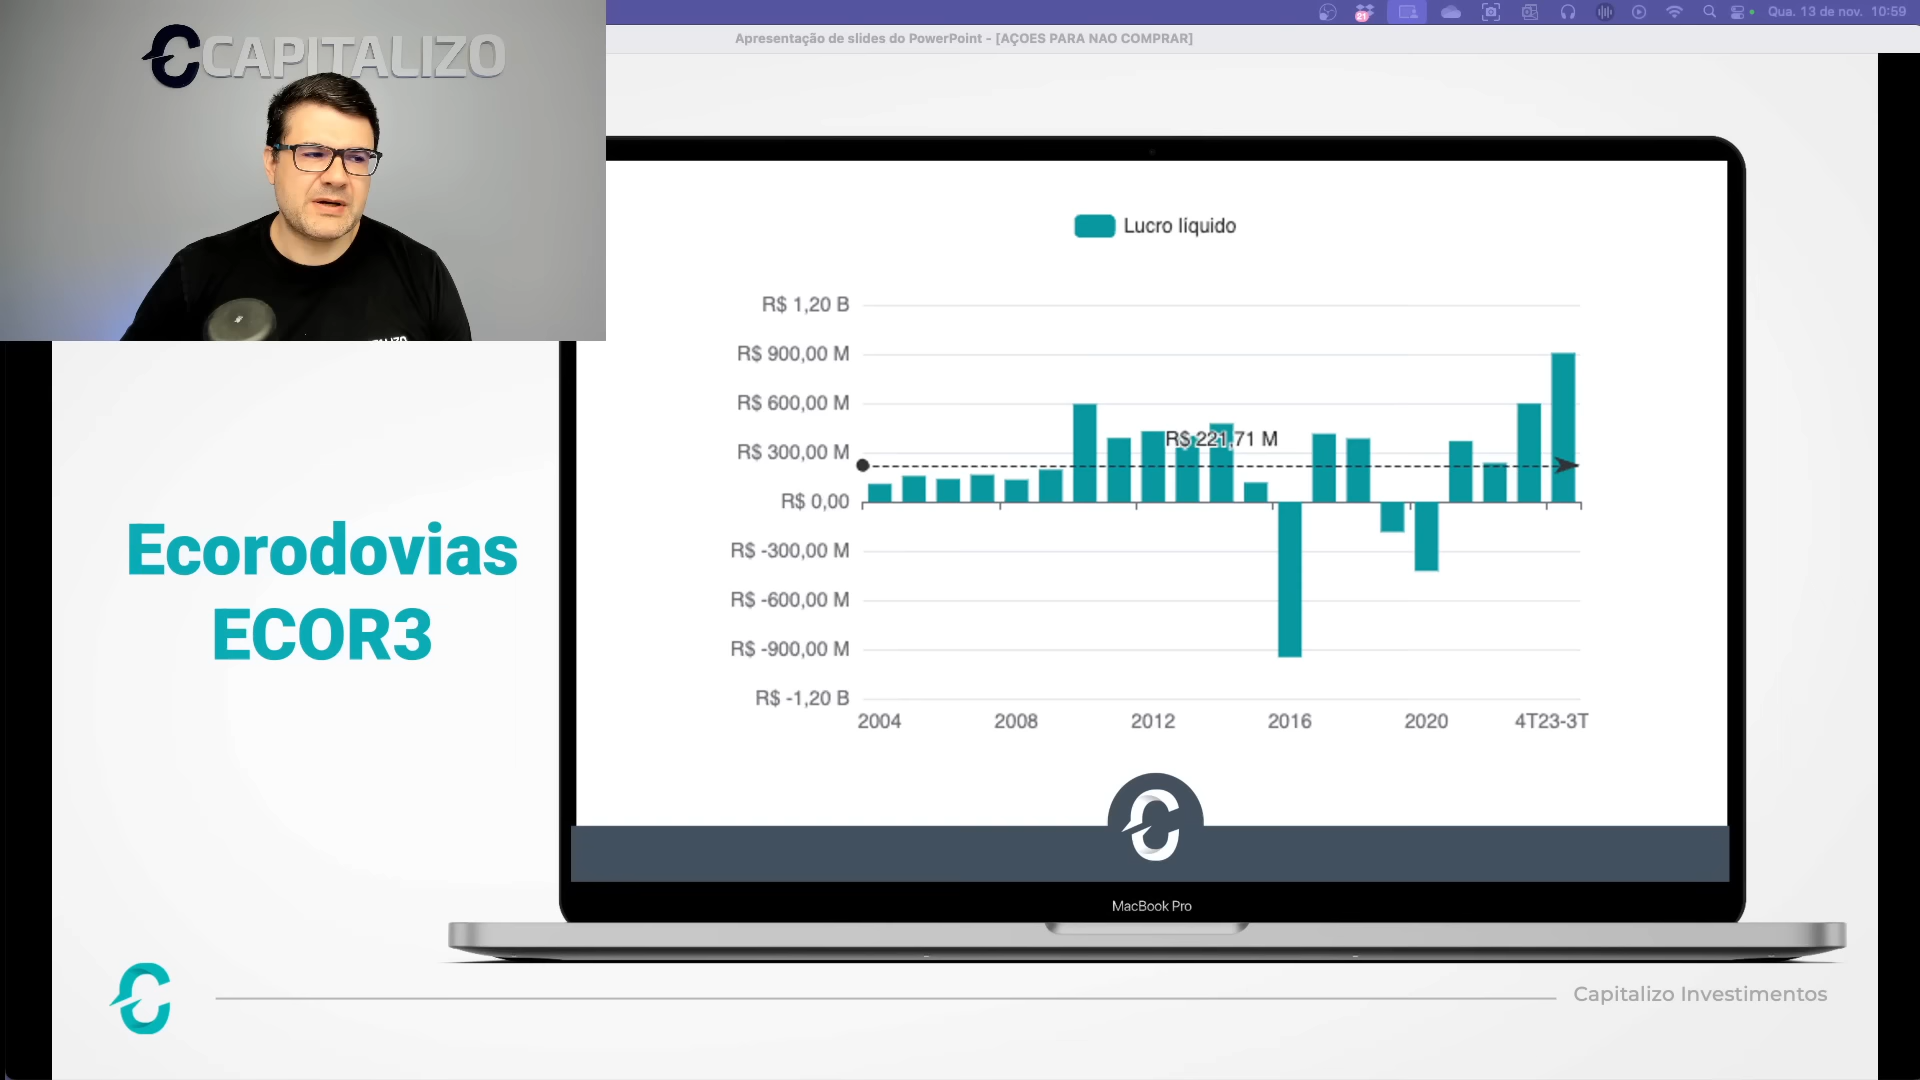 CAPITALIZO
Qua. 13 de nov. 10:59
21
Apresentação de slides do PowerPoint - [AÇOES PARA NAO COMPRAR]
Lucro líquido
R$ 1,20 B
R$ 900,00 M
R$ 600,00 M
R$ 221,71 M
R$ 300,00 M
R$ 0,00
R$ -300,00 M
R$ -600,00 M
R$ -900,00 M
R$ -1,20 B
2004 2008 2012 2016 2020 4T23-3T
Ecorodovias
ECOR3
MacBook Pro
Capitalizo Investimentos